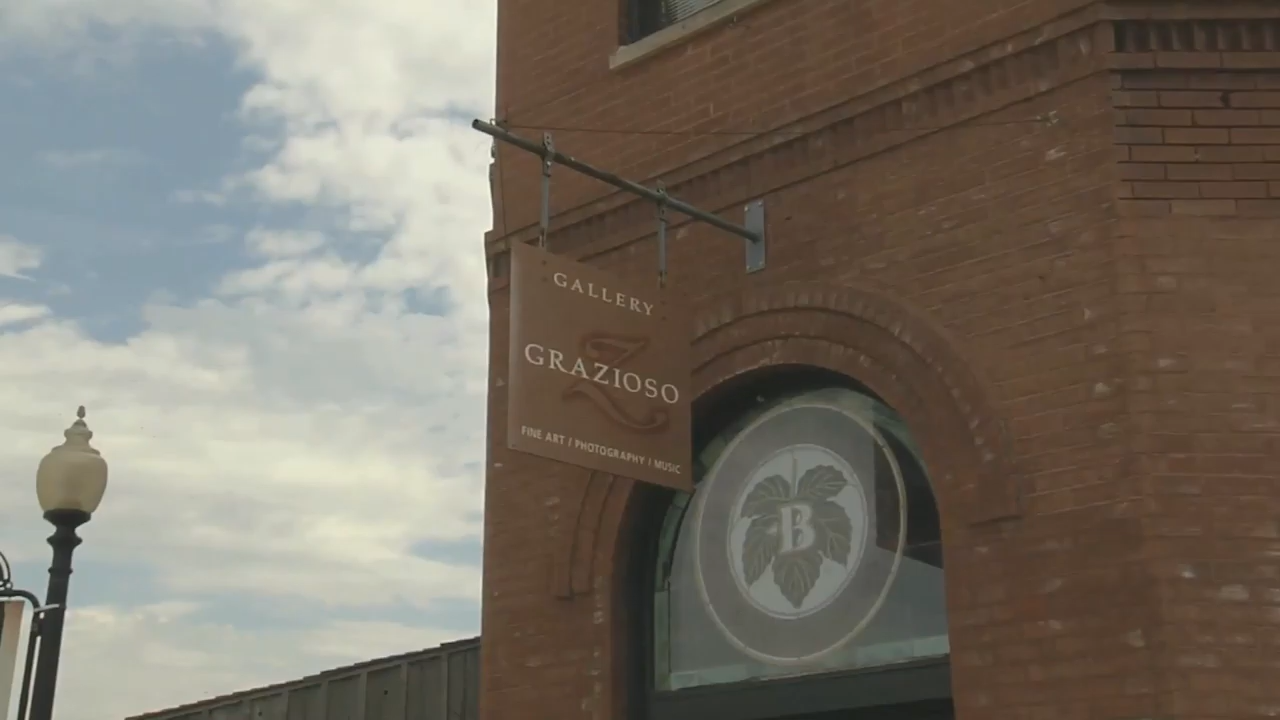 GALLERY
Z
GRAZIOSO
FINE ART / PHOTOGRAPHY / MUSIC
B